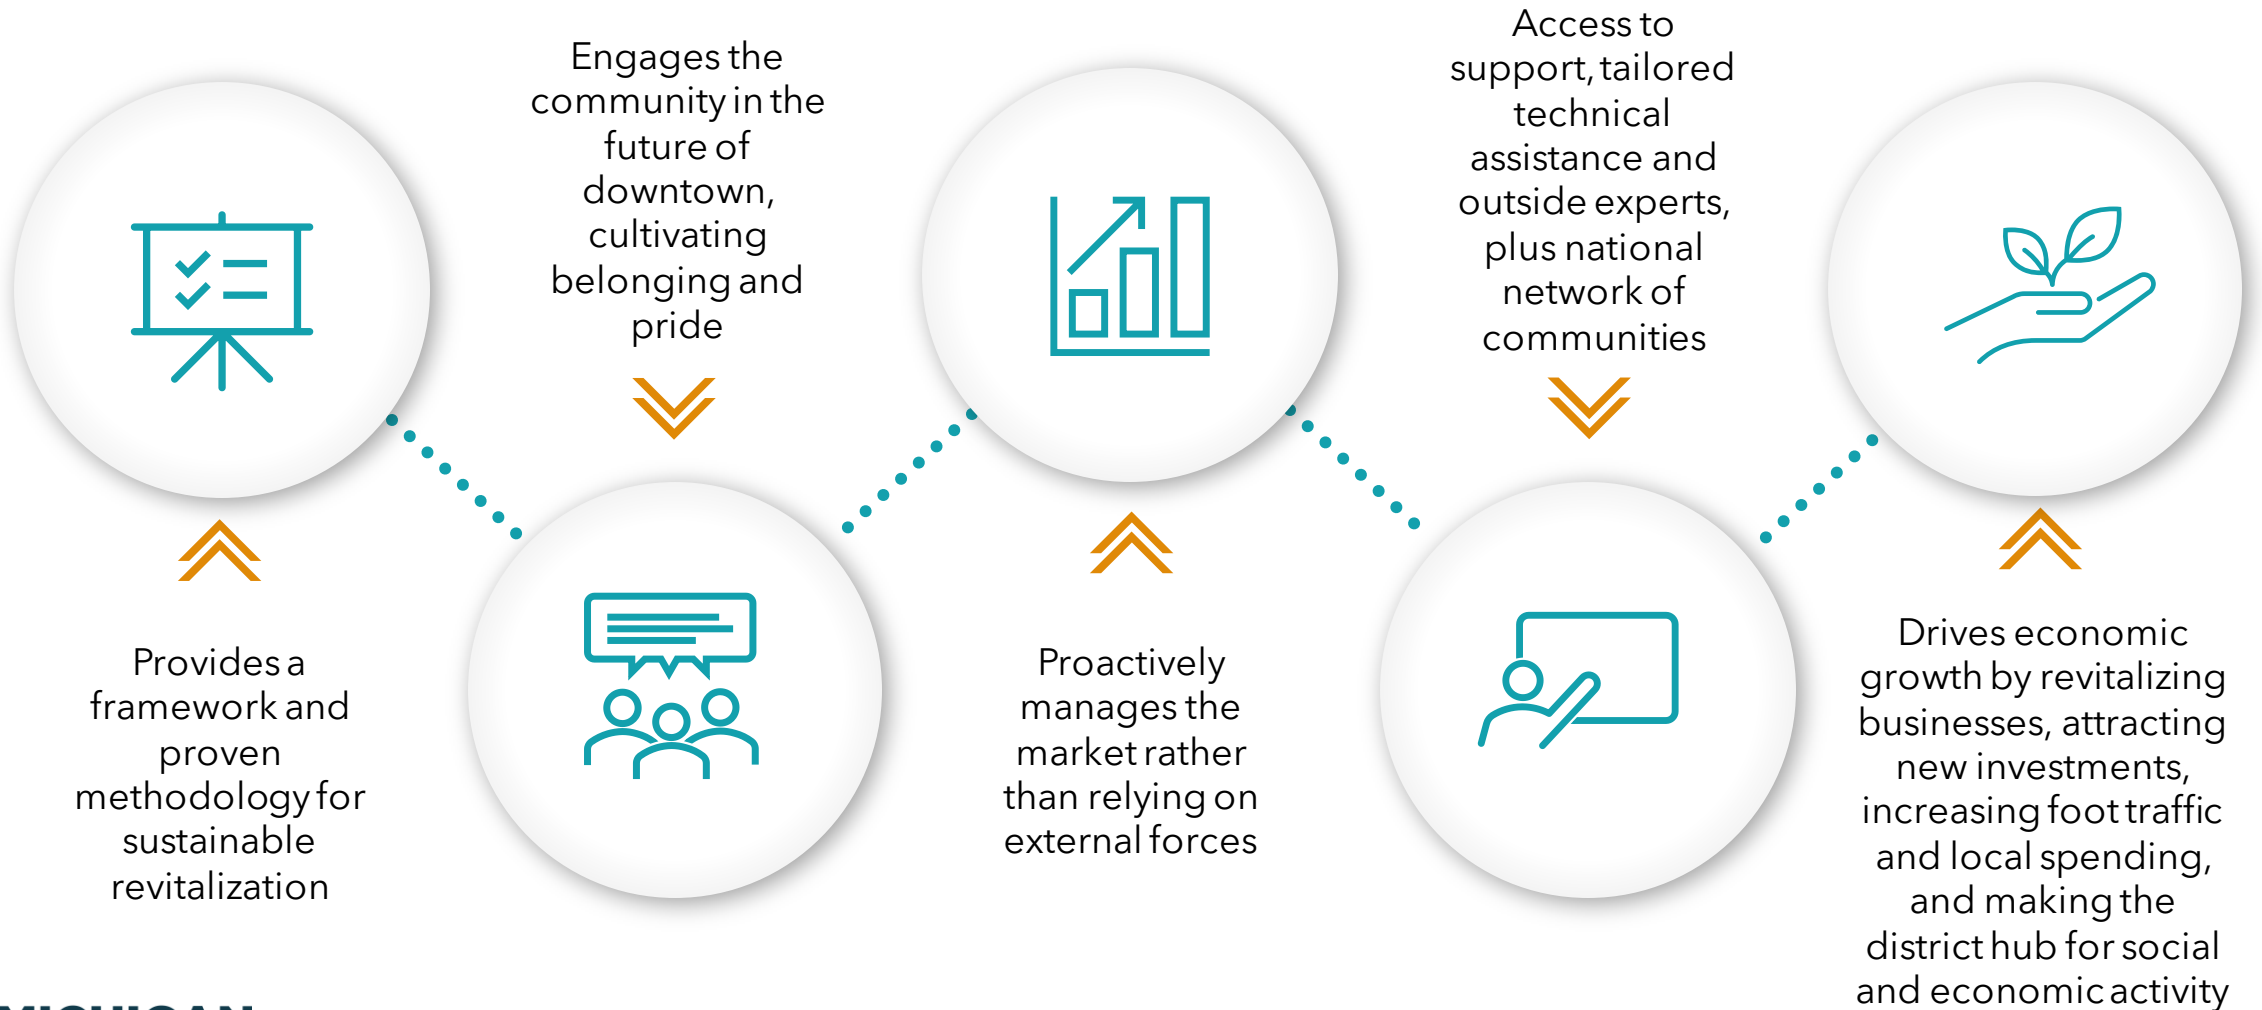 Provides a
framework and
proven
methodology for
sustainable
revitalization
Engages the
community in the
future of
downtown,
cultivating
belonging and
pride
Proactively
manages the
market rather
than relying on
external forces
Access to
support, tailored
technical
assistance and
outside experts,
plus national
network of
communities
Drives economic
growth by revitalizing
businesses, attracting
new investments,
increasing foot traffic
and local spending,
and making the
district hub for social
and economic activity
MICHIGAN